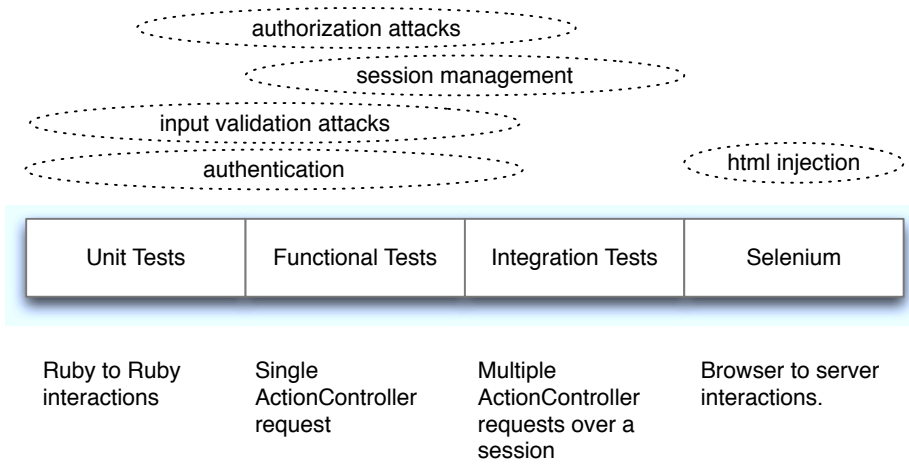 authorization attacks
session management
input validation attacks
authentication
html injection
Unit Tests
Functional Tests
Integration Tests
Selenium
Ruby to Ruby
interactions
Single
ActionController
request
Multiple
ActionController
requests over a
session
Browser to server
interactions.